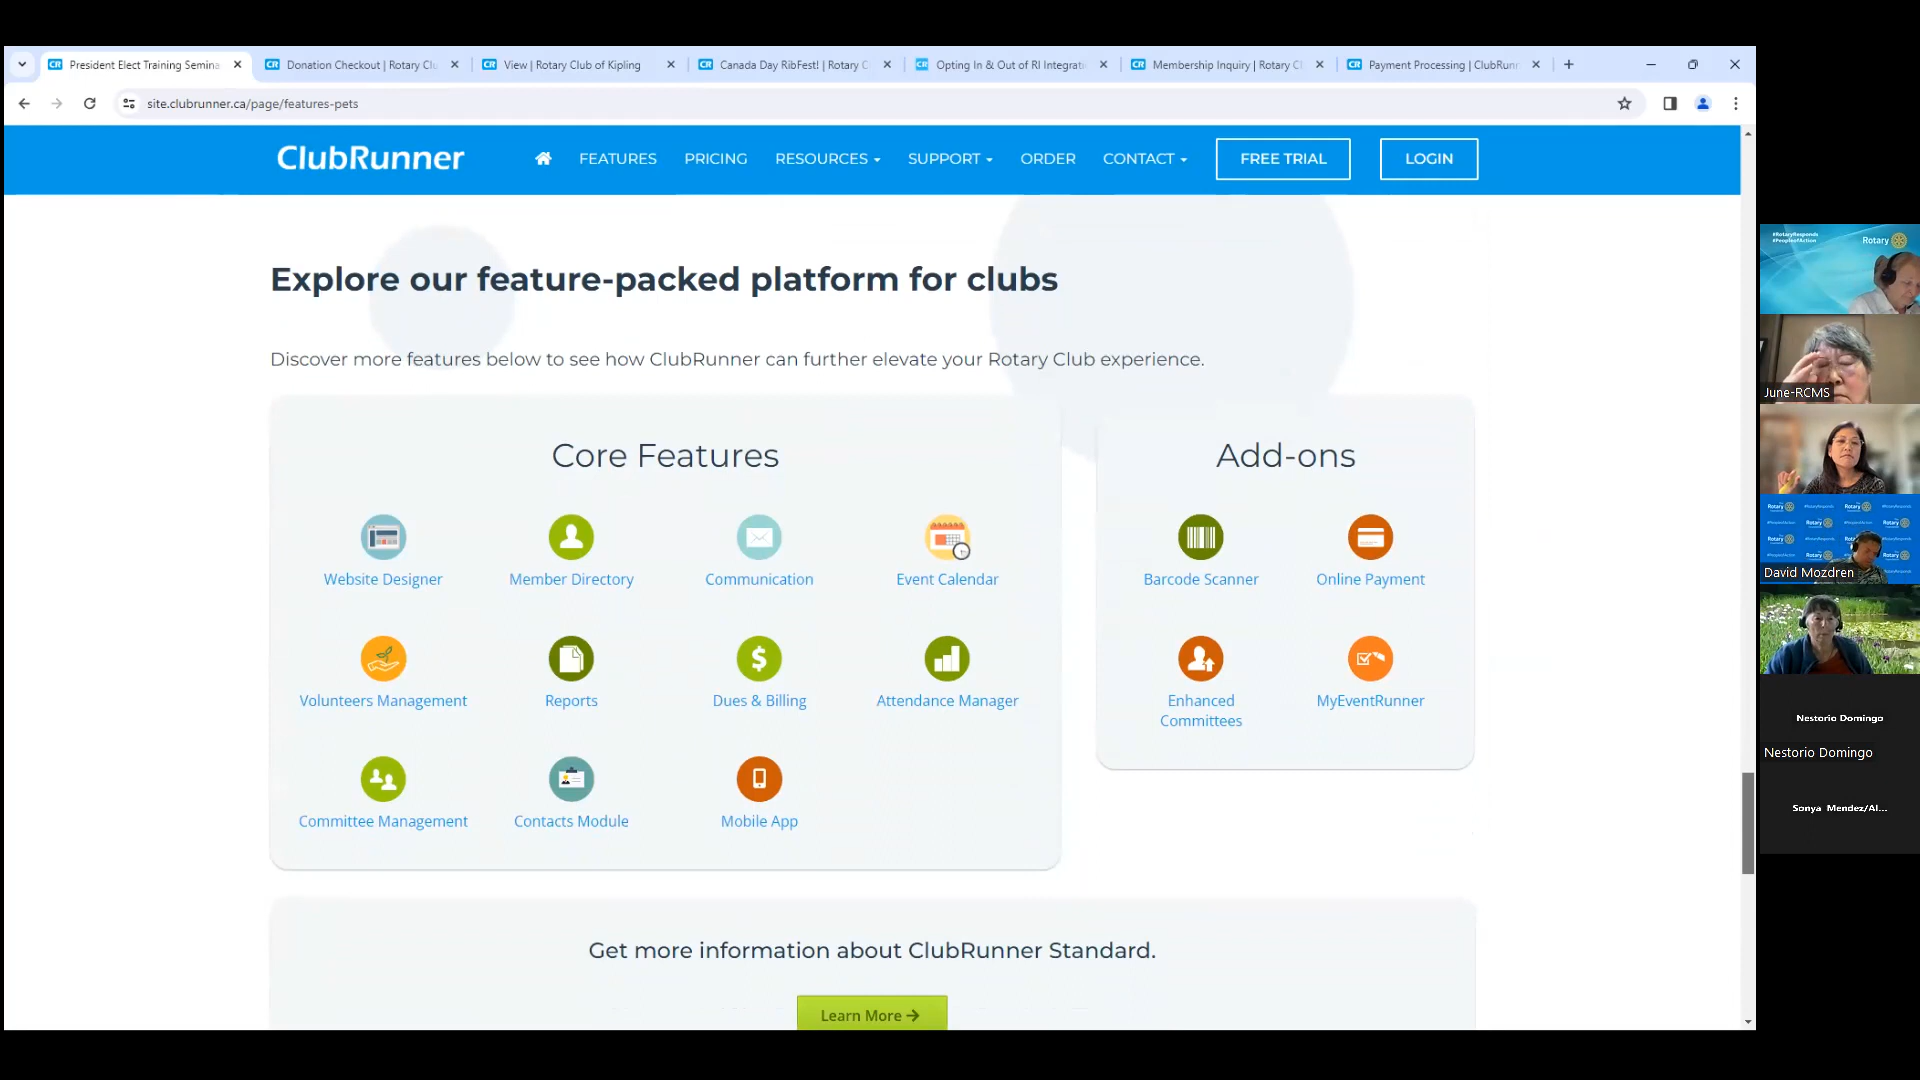 President Elect Training Semina
Donation Checkout | Rotary Clu
View | Rotary Club of Kipling
Canada Day RibFest! | Rotary C
Opting In & Out of RI Integrati
Membership Inquiry | Rotary C
Payment Processing | ClubRunn
site.clubrunner.ca/page/features-pets
ClubRunner
FEATURES
PRICING
RESOURCES
SUPPORT
ORDER
CONTACT
FREE TRIAL
LOGIN
Explore our feature-packed platform for clubs
Discover more features below to see how ClubRunner can further elevate your Rotary Club experience.
Core Features
Website Designer
Member Directory
Communication
Event Calendar
Volunteers Management
Reports
Dues & Billing
Attendance Manager
Committee Management
Contacts Module
Mobile App
Add-ons
Barcode Scanner
Online Payment
Enhanced
Committees
MyEventRunner
Get more information about ClubRunner Standard.
Learn More
#RotaryResponds
#PeopleofAction
Rotary
June-RCMS
David Mozdren
Nestorio Domingo
Nestorio Domingo
Sonya Mendez/Al...